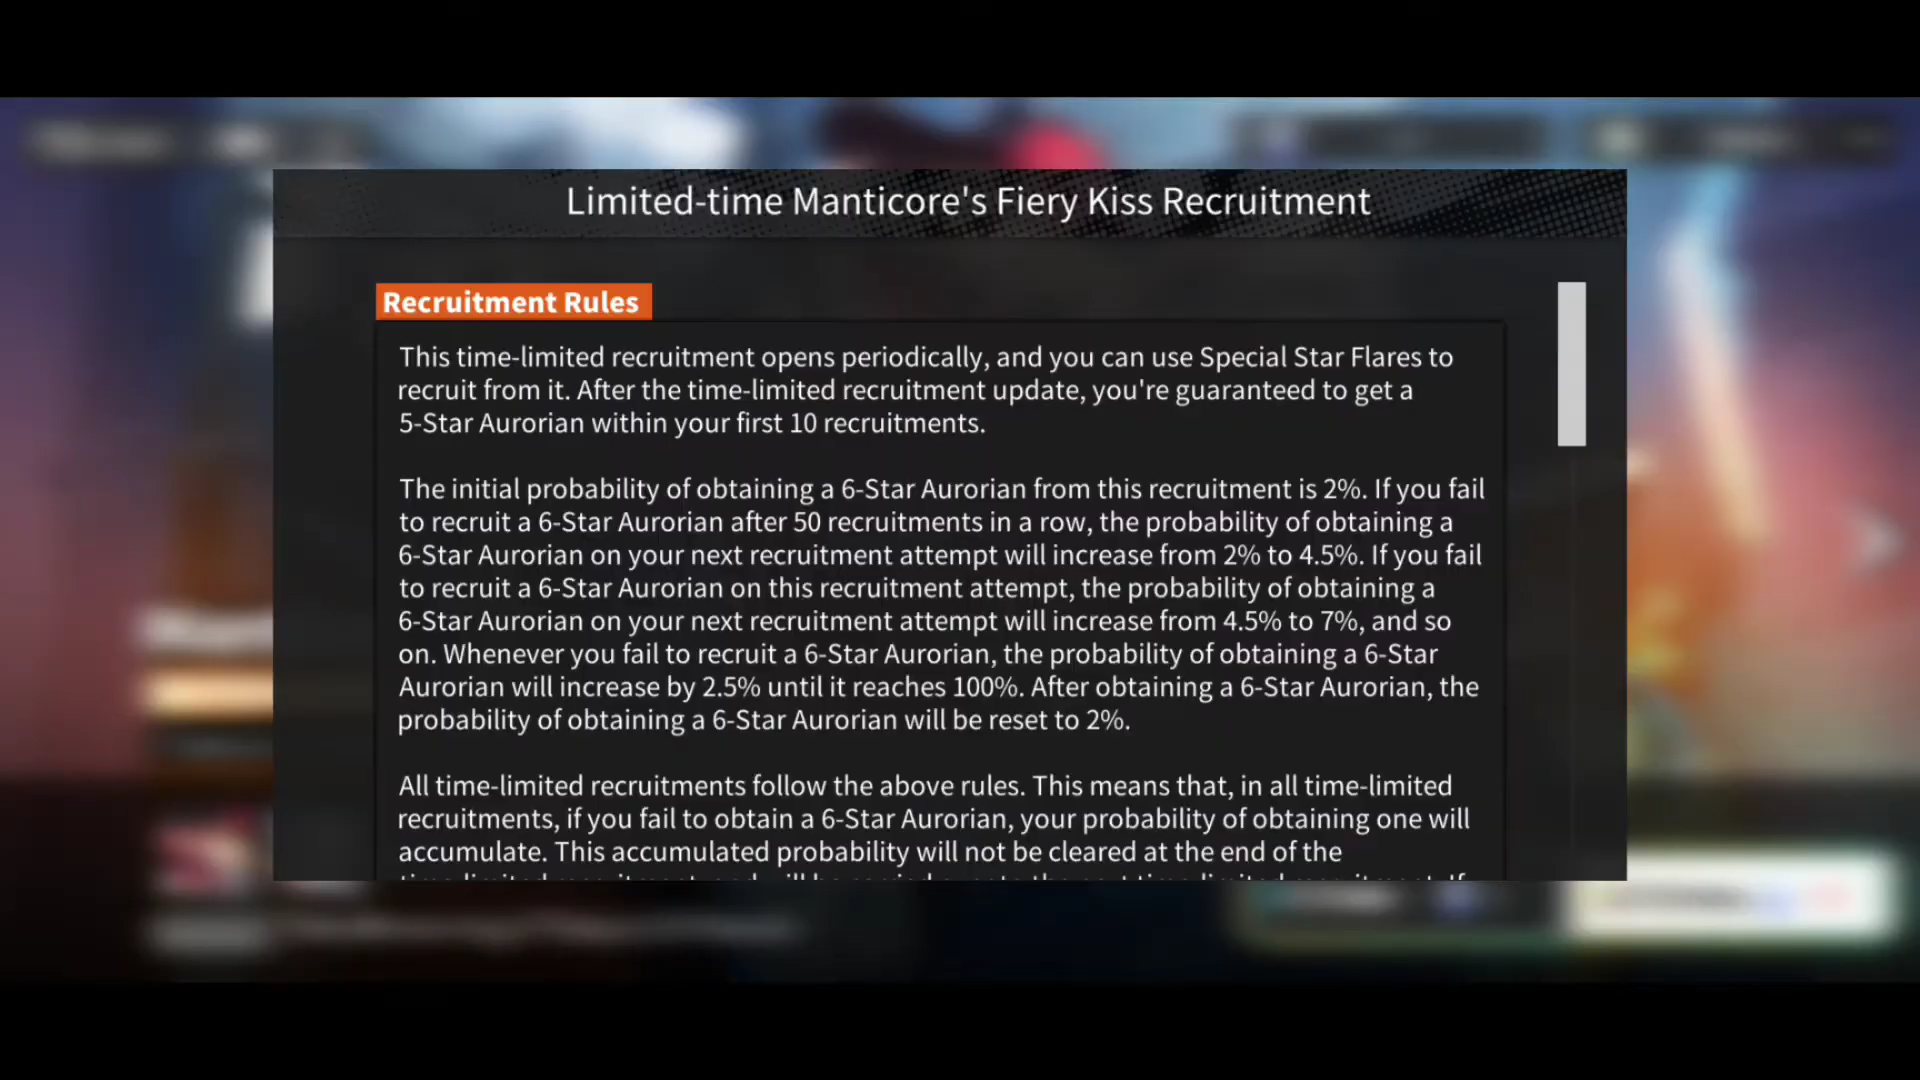 Limited-time Manticore's Fiery Kiss Recruitment
Recruitment Rules
This time-limited recruitment opens periodically, and you can use Special Star Flares to
recruit from it. After the time-limited recruitment update, you're guaranteed to get a
5-Star Aurorian within your first 10 recruitments.
The initial probability of obtaining a 6-Star Aurorian from this recruitment is 2%. If you fail
to recruit a 6-Star Aurorian after 50 recruitments in a row, the probability of obtaining a
6-Star Aurorian on your next recruitment attempt will increase from 2% to 4.5%. If you fail
to recruit a 6-Star Aurorian on this recruitment attempt, the probability of obtaining a
6-Star Aurorian on your next recruitment attempt will increase from 4.5% to 7%, and so
on. Whenever you fail to recruit a 6-Star Aurorian, the probability of obtaining a 6-Star
Aurorian will increase by 2.5% until it reaches 100%. After obtaining a 6-Star Aurorian, the
probability of obtaining a 6-Star Aurorian will be reset to 2%.
All time-limited recruitments follow the above rules. This means that, in all time-limited
recruitments, if you fail to obtain a 6-Star Aurorian, your probability of obtaining one will
accumulate. This accumulated probability will not be cleared at the end of the